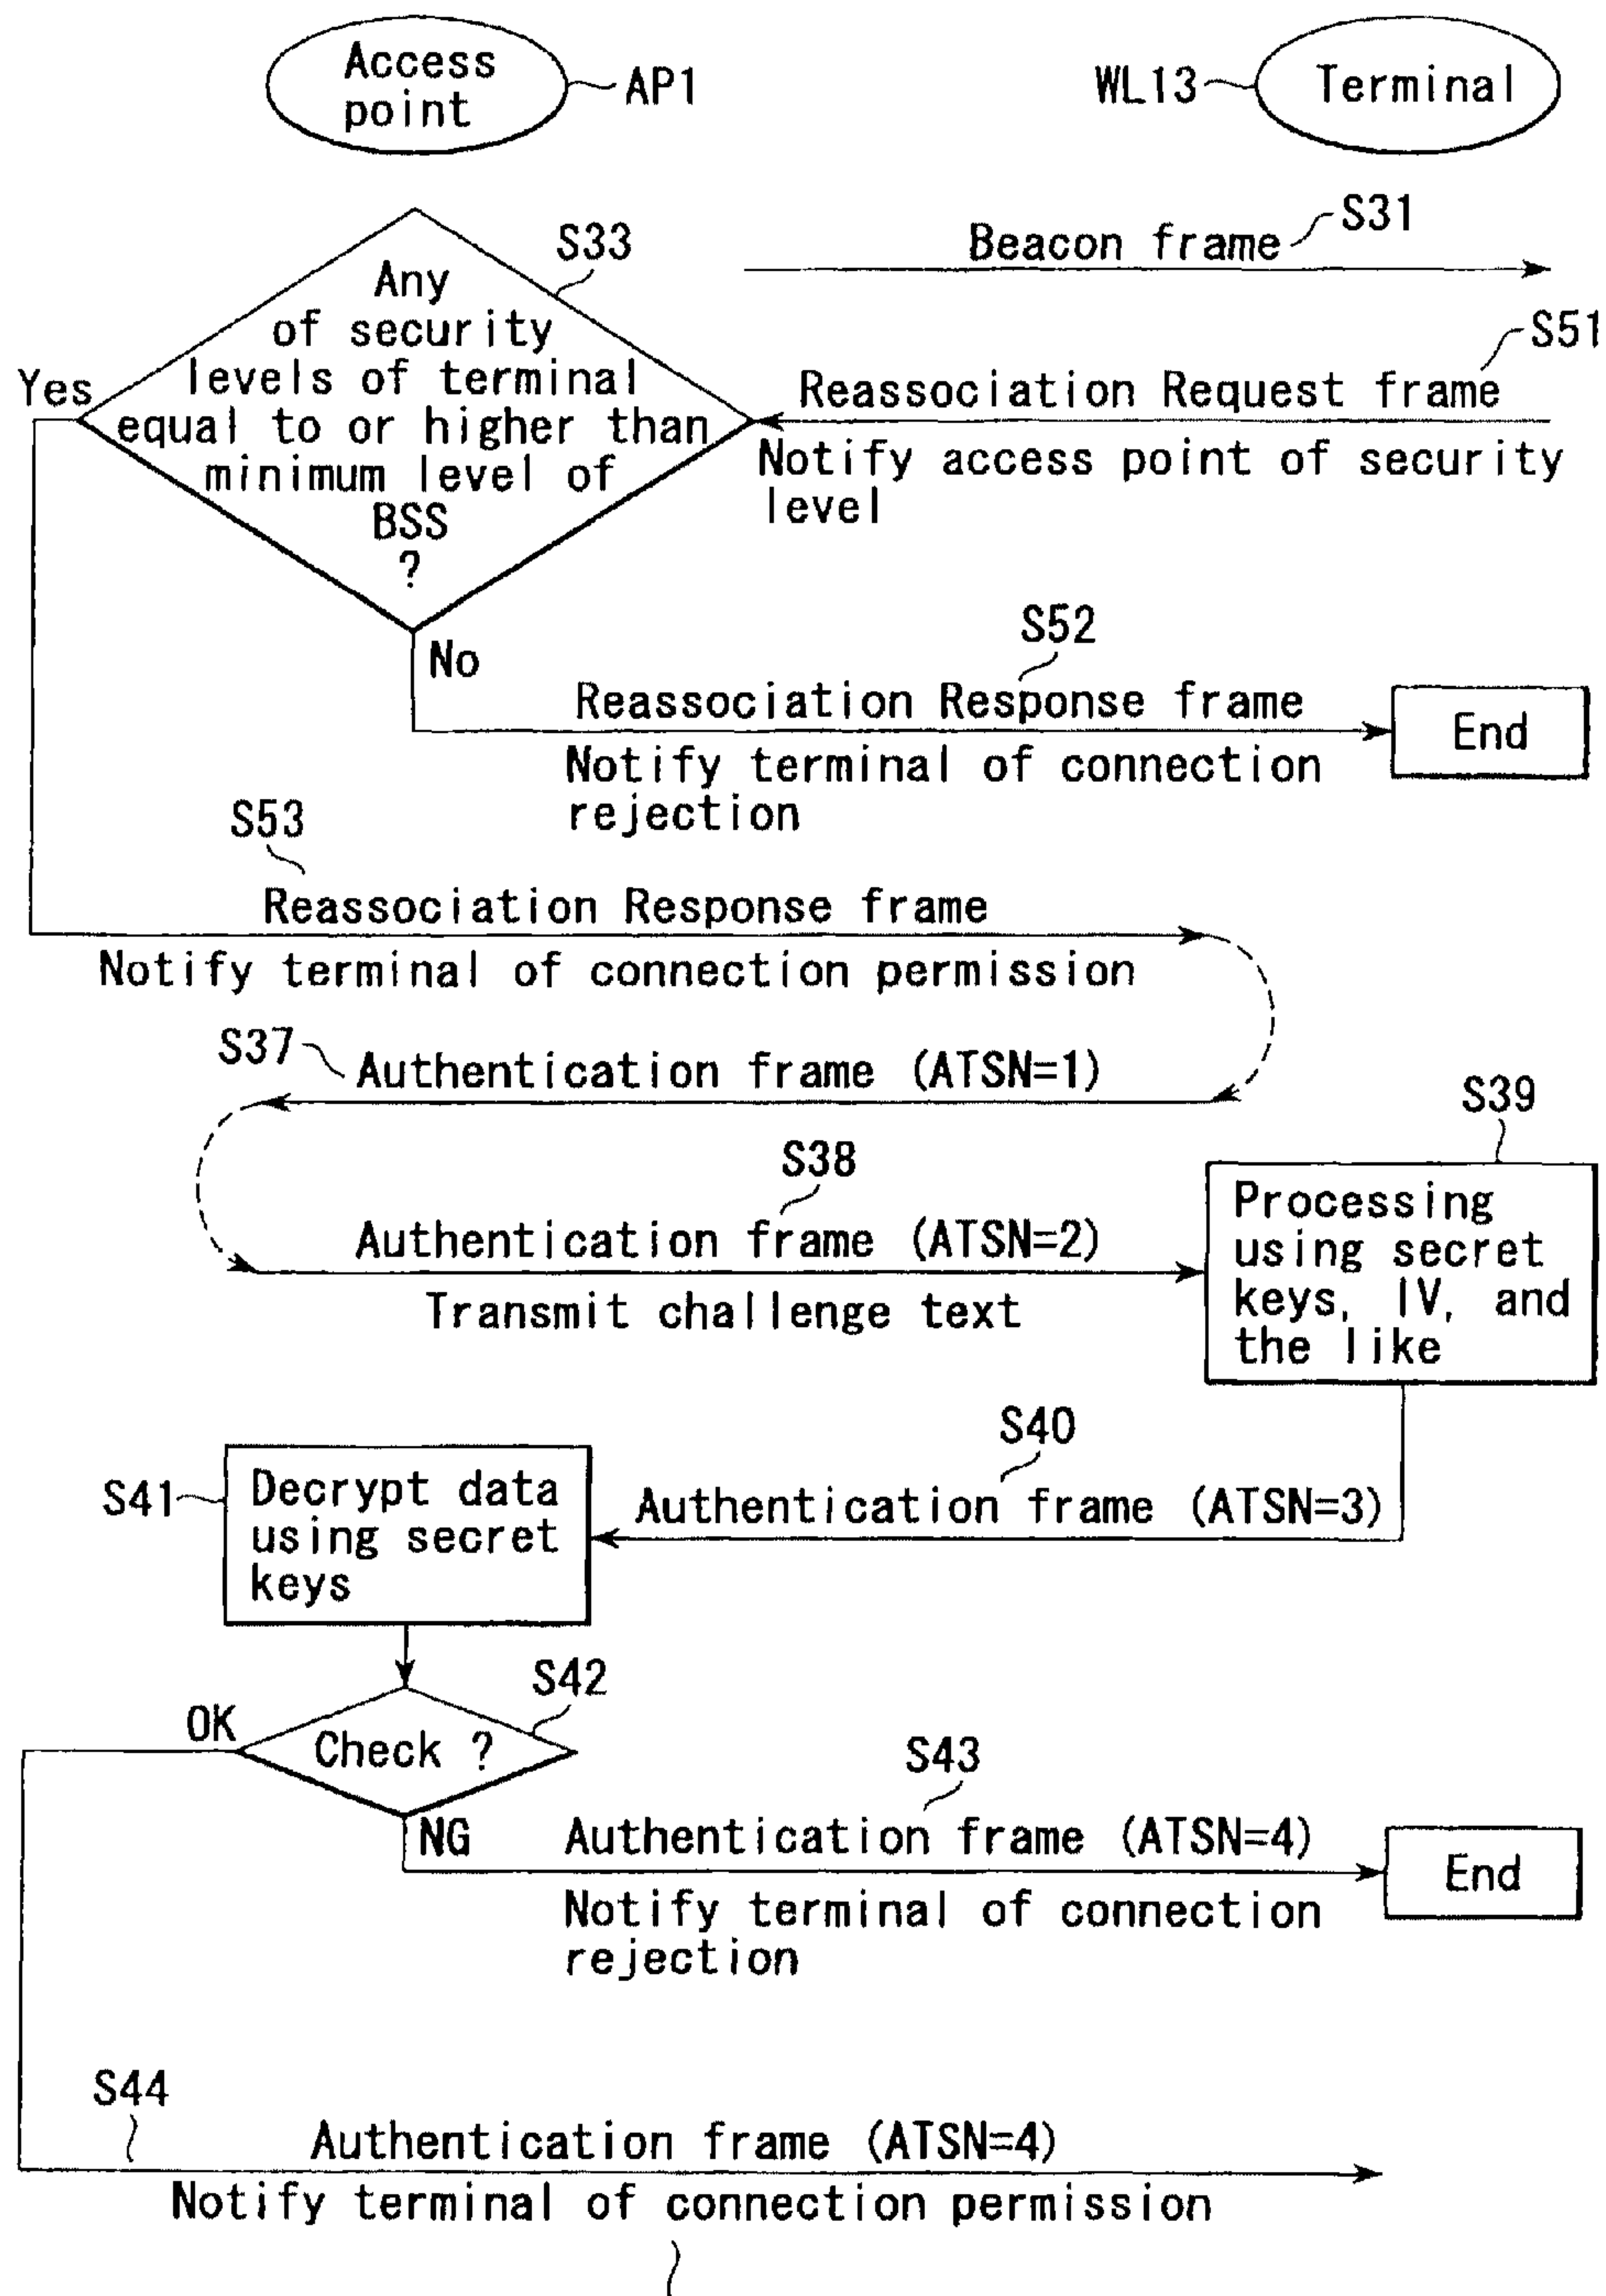 Access
point
AP1
WL13
Terminal
S31
Beacon frame
S33
Any
of security
levels of terminal
equal to or higher than
minimum level of
BSS
?
Yes
S51
Reassociation Request frame
Notify access point of security
level
No
S52
Reassociation Response frame
Notify terminal of connection
rejection
End
S53
Reassociation Response frame
Notify terminal of connection permission
S37
Authentication frame (ATSN=1)
S38
Authentication frame (ATSN=2)
Transmit challenge text
S39
Processing
using secret
keys, IV, and
the like
S40
Authentication frame (ATSN=3)
S41
Decrypt data
using secret
keys
S42
Check ?
OK
NG
S43
Authentication frame (ATSN=4)
Notify terminal of connection
rejection
End
S44
Authentication frame (ATSN=4)
Notify terminal of connection permission